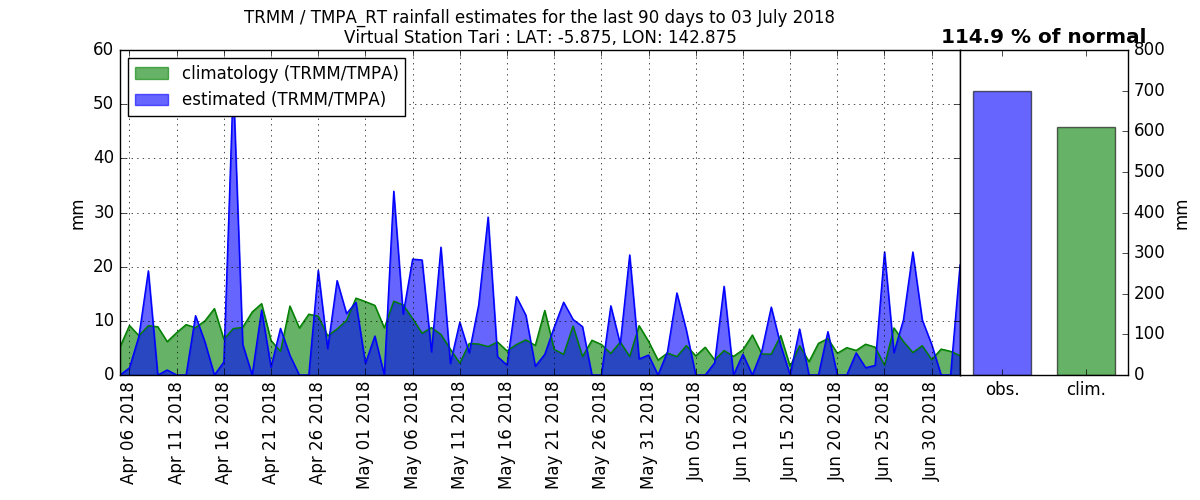 TRMM / TMPA_RT rainfall estimates for the last 90 days to 03 July 2018
Virtual Station Tari : LAT: -5.875, LON: 142.875
114.9 % of normal
climatology (TRMM/TMPA)
estimated (TRMM/TMPA)
60
50
40
30
20
10
0
mm
800
700
600
500
400
300
200
100
0
mm
Apr 06 2018
Apr 11 2018
Apr 16 2018
Apr 21 2018
Apr 26 2018
May 01 2018
May 06 2018
May 11 2018
May 16 2018
May 21 2018
May 26 2018
May 31 2018
Jun 05 2018
Jun 10 2018
Jun 15 2018
Jun 20 2018
Jun 25 2018
Jun 30 2018
obs.
clim.